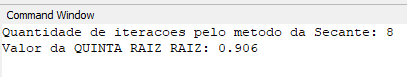 Command Window
Quantidade de iteracoes pelo metodo da Secante: 8
Valor da QUINTA RAIZ RAIZ: 0.906